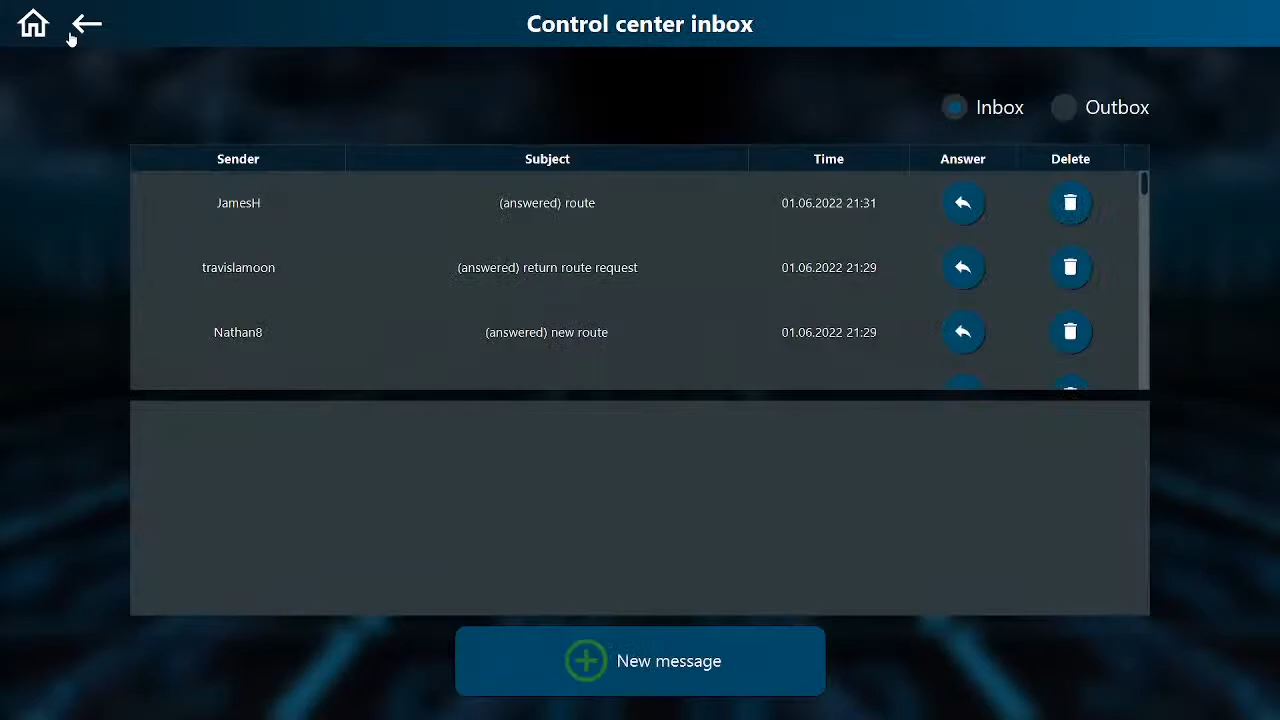 Control center inbox
Inbox Outbox
Sender Subject Time Answer Delete
JamesH (answered) route 01.06.2022 21:31
travislamoon (answered) return route request 01.06.2022 21:29
Nathan8 (answered) new route 01.06.2022 21:29
New message